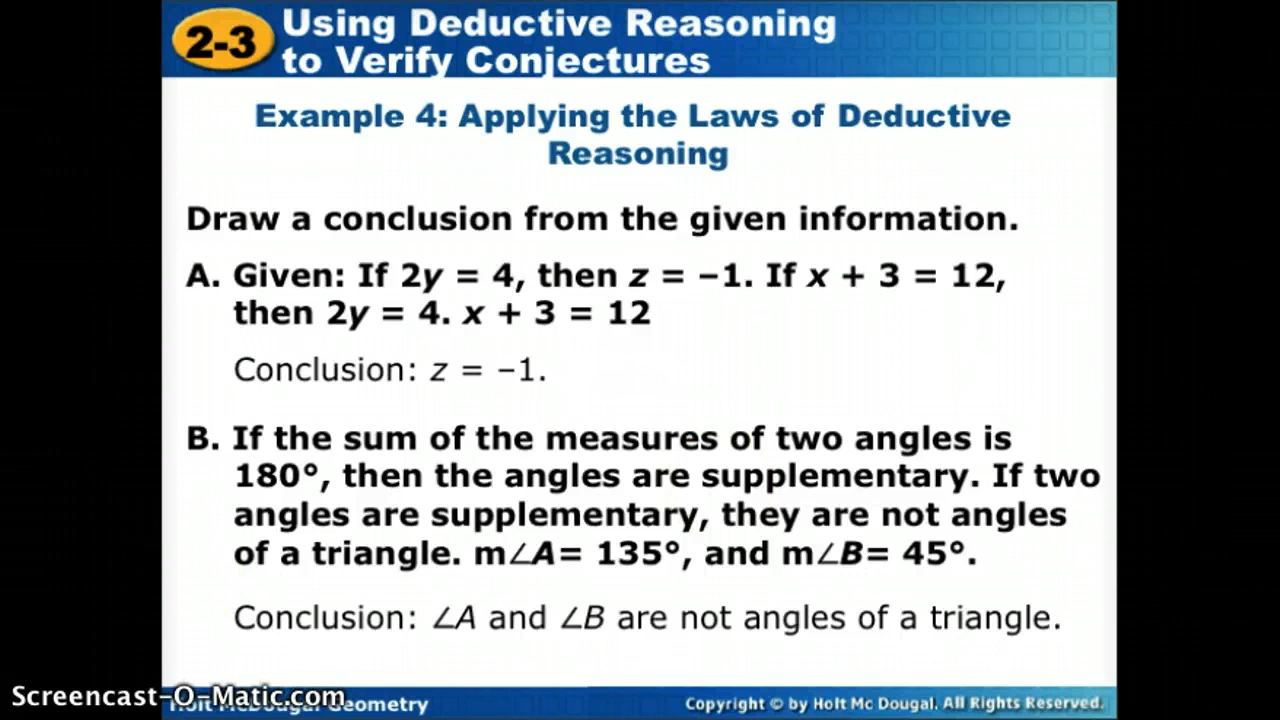 2-3
Using Deductive Reasoning
to Verify Conjectures
Example 4: Applying the Laws of Deductive
Reasoning
Draw a conclusion from the given information.
A. Given: If 2y = 4, then z = –1. If x + 3 = 12,
then 2y = 4. x + 3 = 12
Conclusion: z = –1.
B. If the sum of the measures of two angles is
180°, then the angles are supplementary. If two
angles are supplementary, they are not angles
of a triangle. m∠A= 135°, and m∠B= 45°.
Conclusion: ∠A and ∠B are not angles of a triangle.
Screencast-O-Matic.com
Holt McDougal Geometry
Copyright © by Holt Mc Dougal. All Rights Reserved.